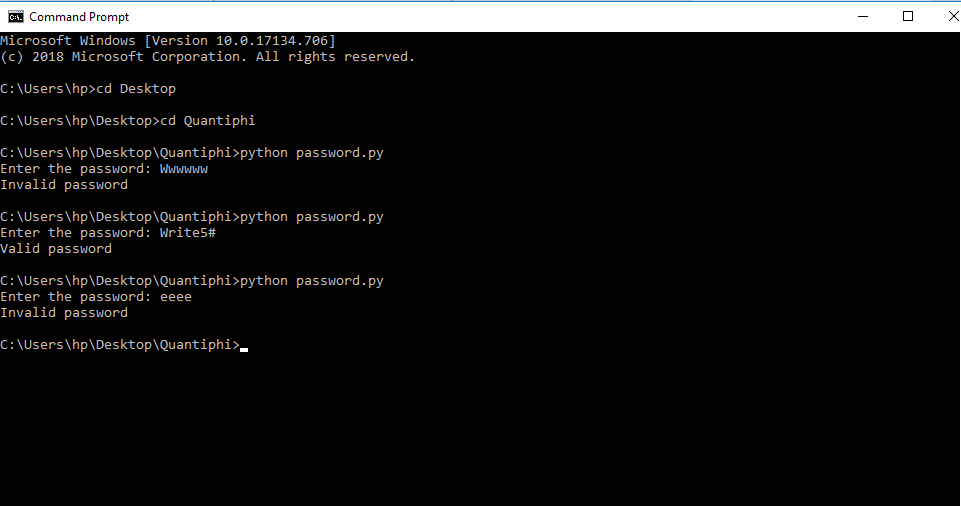 Command Prompt
Microsoft Windows [Version 10.0.17134.706]
(c) 2018 Microsoft Corporation. All rights reserved.
C:\Users\hp>cd Desktop
C:\Users\hp\Desktop>cd Quantiphi
C:\Users\hp\Desktop\Quantiphi>python password.py
Enter the password: Wwwwww
Invalid password
C:\Users\hp\Desktop\Quantiphi>python password.py
Enter the password: Write5#
Valid password
C:\Users\hp\Desktop\Quantiphi>python password.py
Enter the password: eeee
Invalid password
C:\Users\hp\Desktop\Quantiphi>